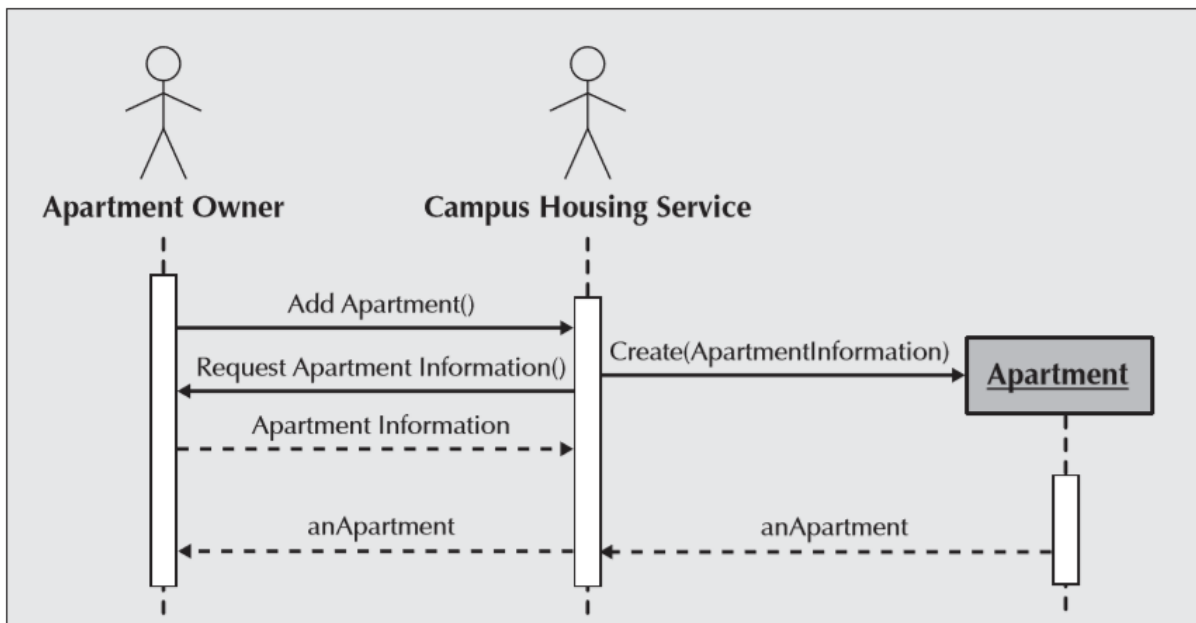 Apartment Owner
Campus Housing Service
Add Apartment()
Create(ApartmentInformation)
Apartment
Request Apartment Information()
Apartment Information
anApartment
anApartment